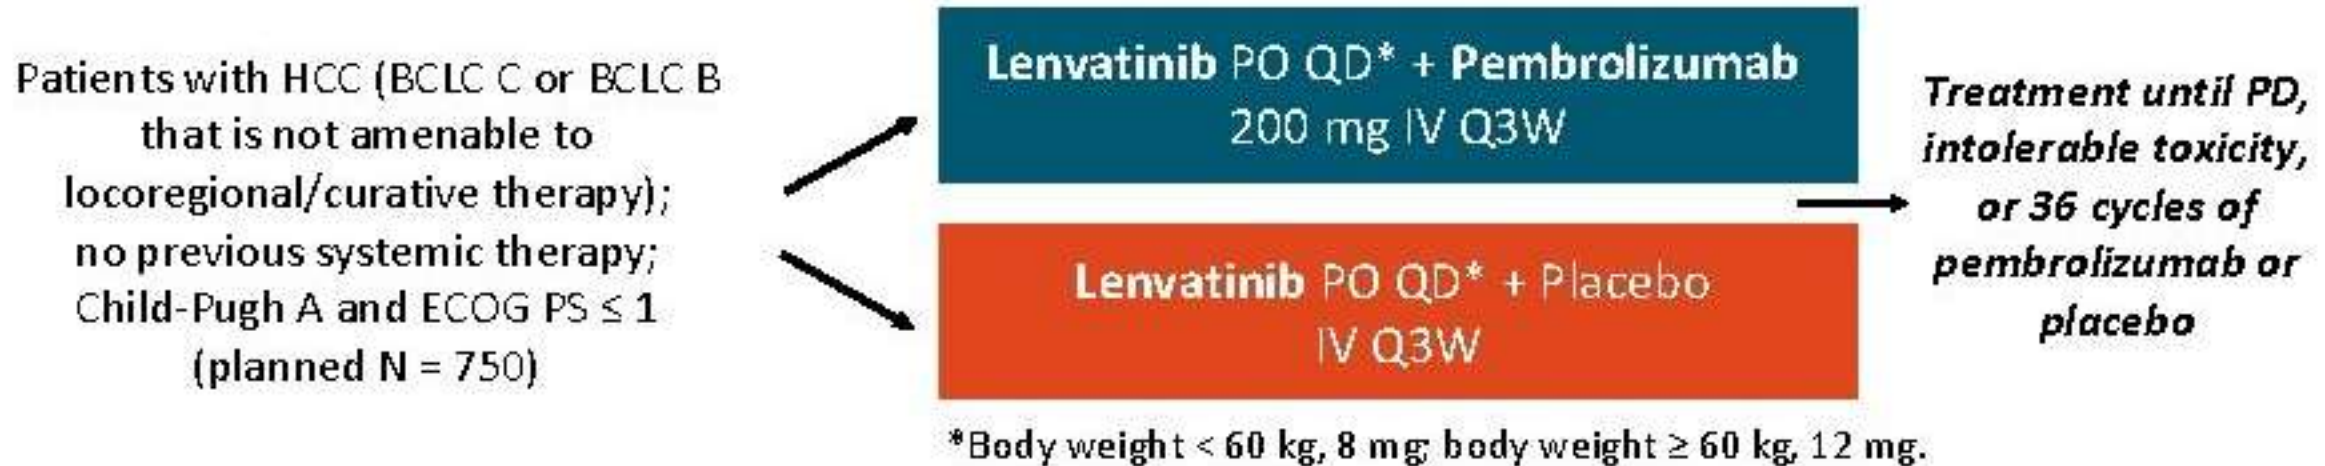 Patients with HCC (BCLC C or BCLC B
that is not amenable to
locoregional/curative therapy);
no previous systemic therapy;
Child-Pugh A and ECOG PS ≤ 1
(planned N = 750)
Lenvatinib PO QD* + Pembrolizumab
200 mg IV Q3W
Lenvatinib PO QD* + Placebo
IV Q3W
*Body weight < 60 kg, 8 mg; body weight ≥ 60 kg, 12 mg.
Treatment until PD,
intolerable toxicity,
or 36 cycles of
pembrolizumab or
placebo